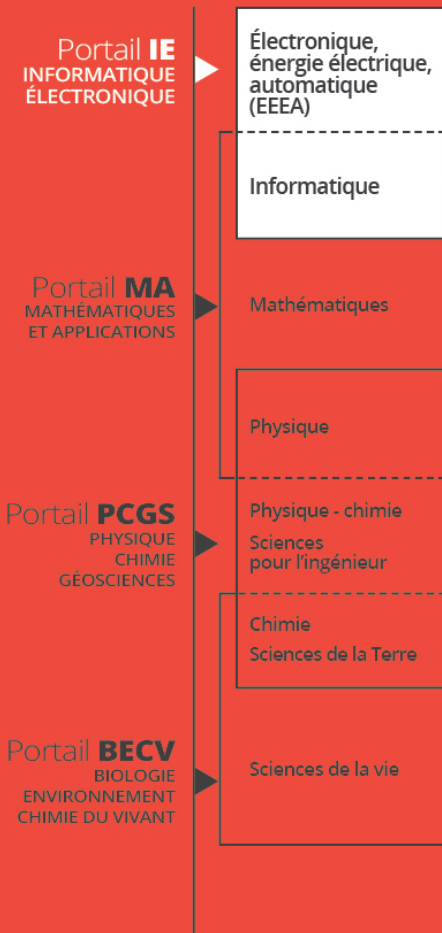 Portail IE
INFORMATIQUE
ÉLECTRONIQUE
Électronique,
énergie électrique,
automatique
(EEEA)
Informatique
Portail MA
MATHÉMATIQUES
ET APPLICATIONS
Mathématiques
Physique
Portail PCGS
PHYSIQUE
CHIMIE
GÉOSCIENCES
Physique - chimie
Sciences
pour l'ingénieur
Chimie
Sciences de la Terre
Portail BECV
BIOLOGIE
ENVIRONNEMENT
CHIMIE DU VIVANT
Sciences de la vie